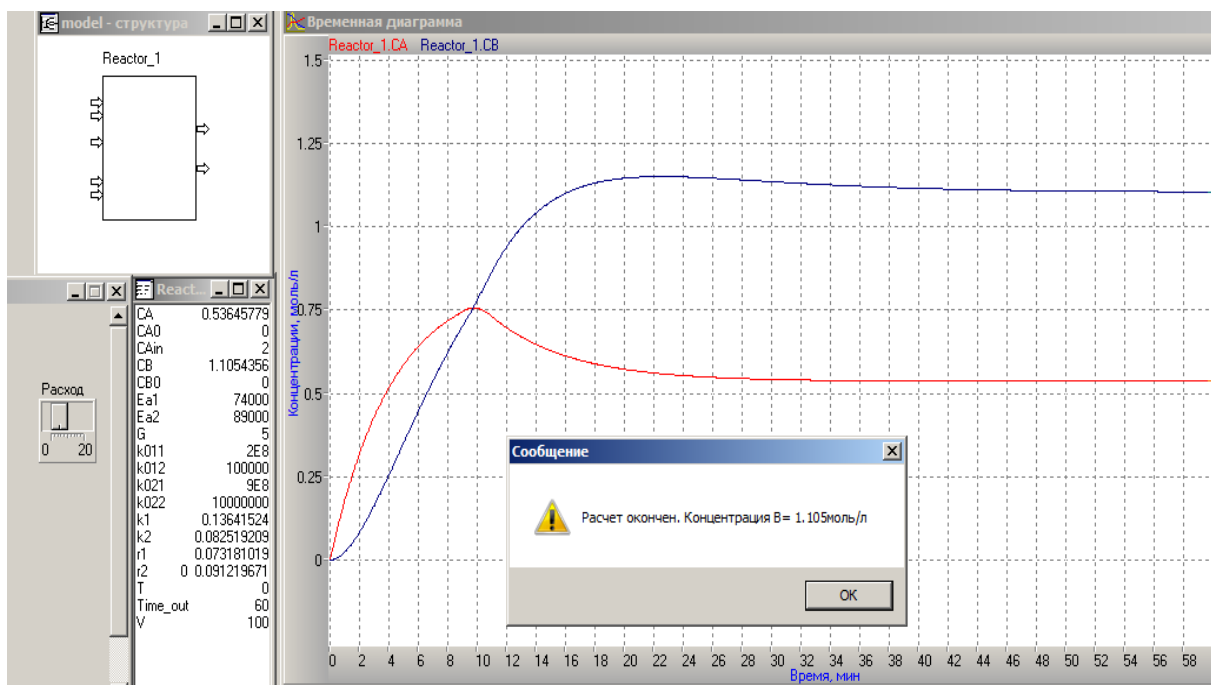 model - структура
Reactor_1
Расход
0 20
React...
CA 0.53645779
CA0 0
CAin 2
CB 1.1054356
CB0 0
Ea1 74000
Ea2 89000
G 5
k011 2E8
k012 100000
k021 9E8
k022 10000000
k1 0.13641524
k2 0.082519209
r1 0.073181019
r2 0 0.091219671
T 0
Time_out 60
V 100
Временная диаграмма
Reactor_1.CA Reactor_1.CB
1.5
1.25
1
0.75
0.5
0.25
0
Концентрации, моль/л
0 2 4 6 8 10 12 14 16 18 20 22 24 26 28 30 32 34 36 38 40 42 44 46 48 50 52 54 56 58
Время, мин
Сообщение
Расчет окончен. Концентрация B= 1.105моль/л
OK